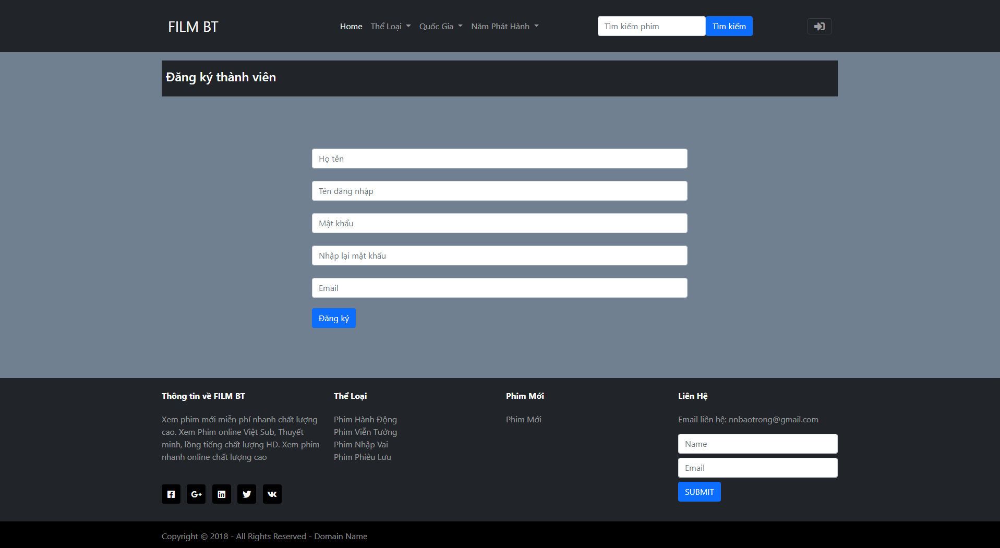 FILM BT
Home
Thể Loại
Quốc Gia
Năm Phát Hành
Tìm kiếm phim
Tìm kiếm
Đăng ký thành viên
Họ tên
Tên đăng nhập
Mật khẩu
Nhập lại mật khẩu
Email
Đăng ký
Thông tin về FILM BT
Xem phim mới miễn phí nhanh chất lượng
cao. Xem Phim online Việt Sub, Thuyết
minh, lồng tiếng chất lượng HD. Xem phim
nhanh online chất lượng cao
Thể Loại
Phim Hành Động
Phim Viễn Tưởng
Phim Nhập Vai
Phim Phiêu Lưu
Phim Mới
Phim Mới
Liên Hệ
Email liên hệ: nnbaotrong@gmail.com
Name
Email
SUBMIT
Copyright © 2018 - All Rights Reserved - Domain Name